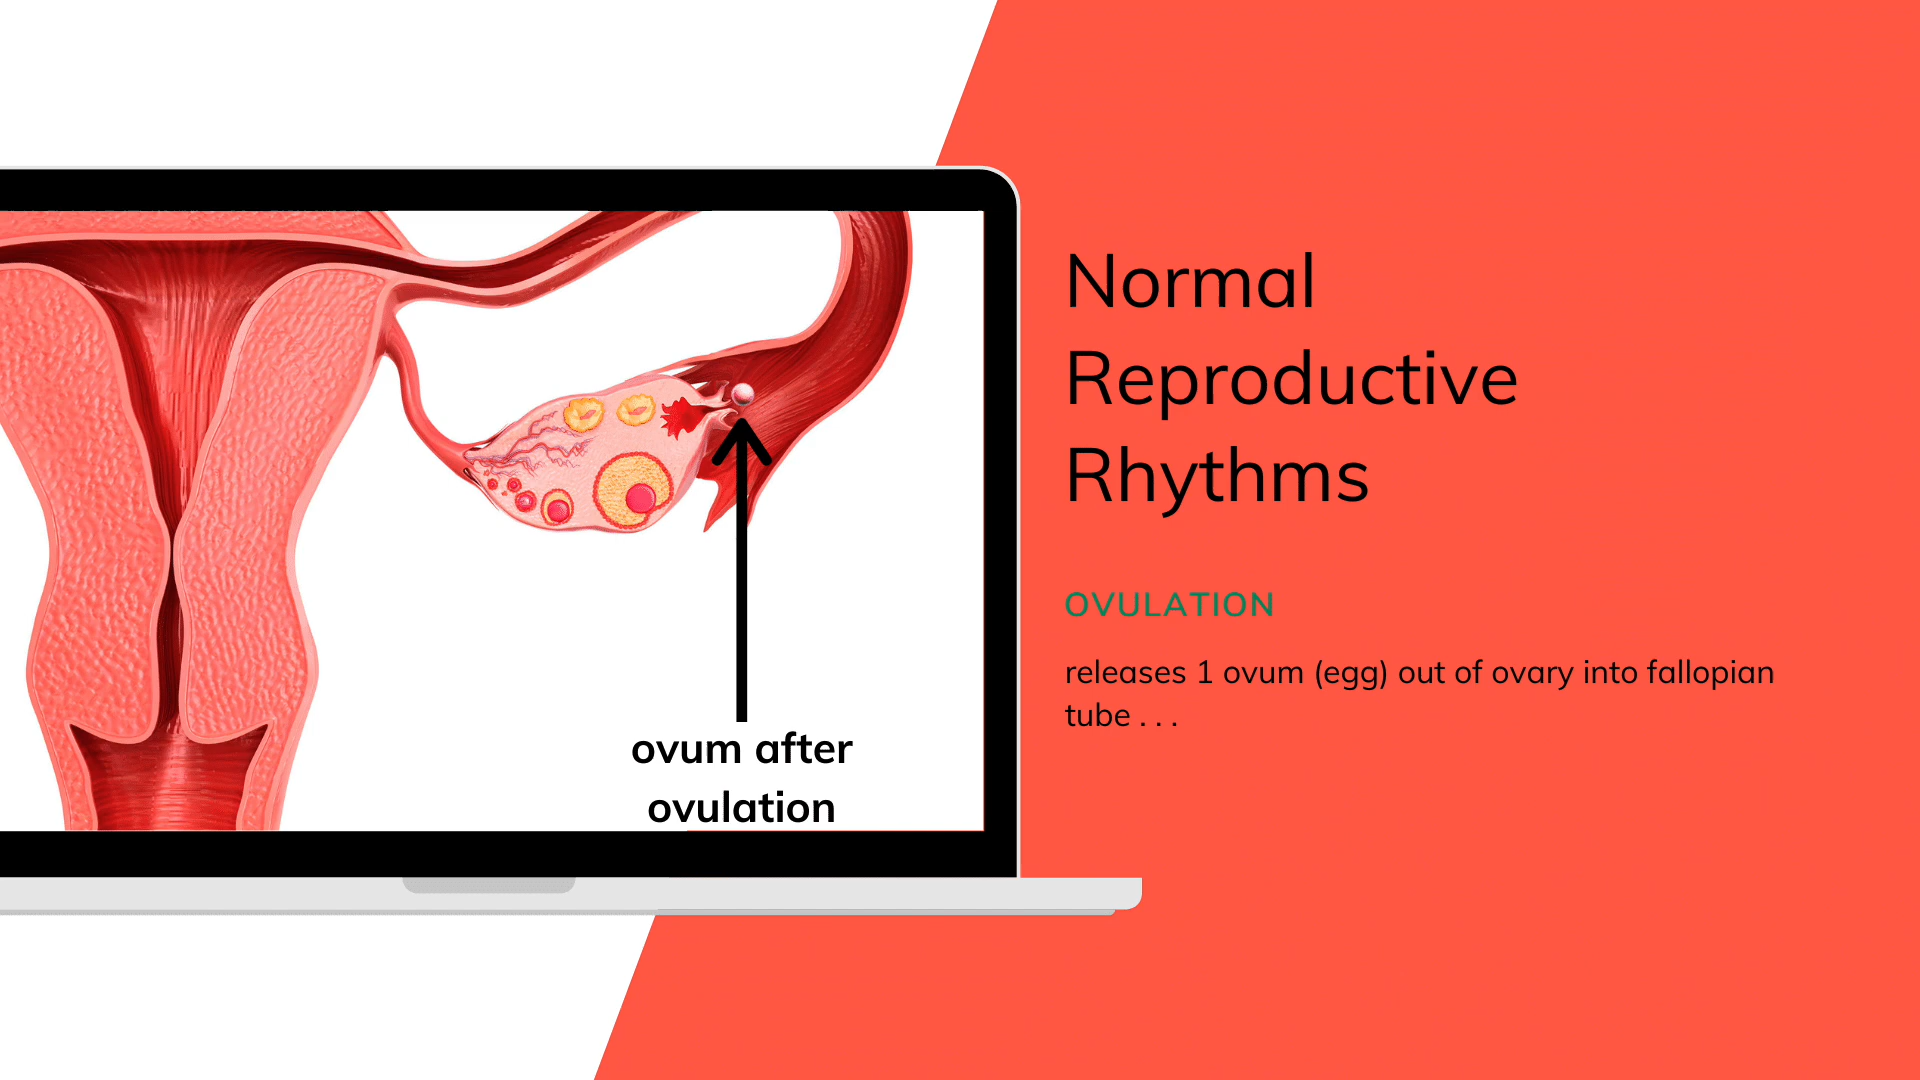 Normal
Reproductive
Rhythms
OVULATION
releases 1 ovum (egg) out of ovary into fallopian
tube . . .
ovum after
ovulation